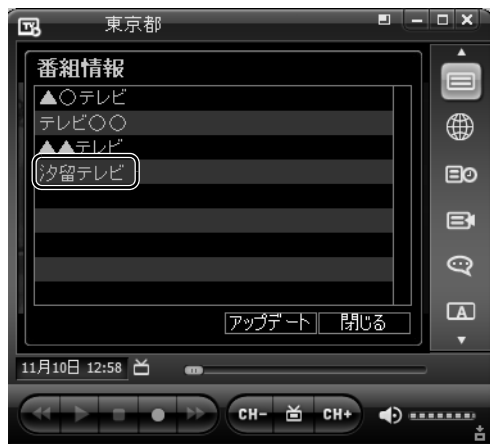 TV 東京都
番組情報
▲○テレビ
テレビ○○
▲▲テレビ
汐留テレビ
アップデート 閉じる
A
11月10日 12:58
CH- CH+